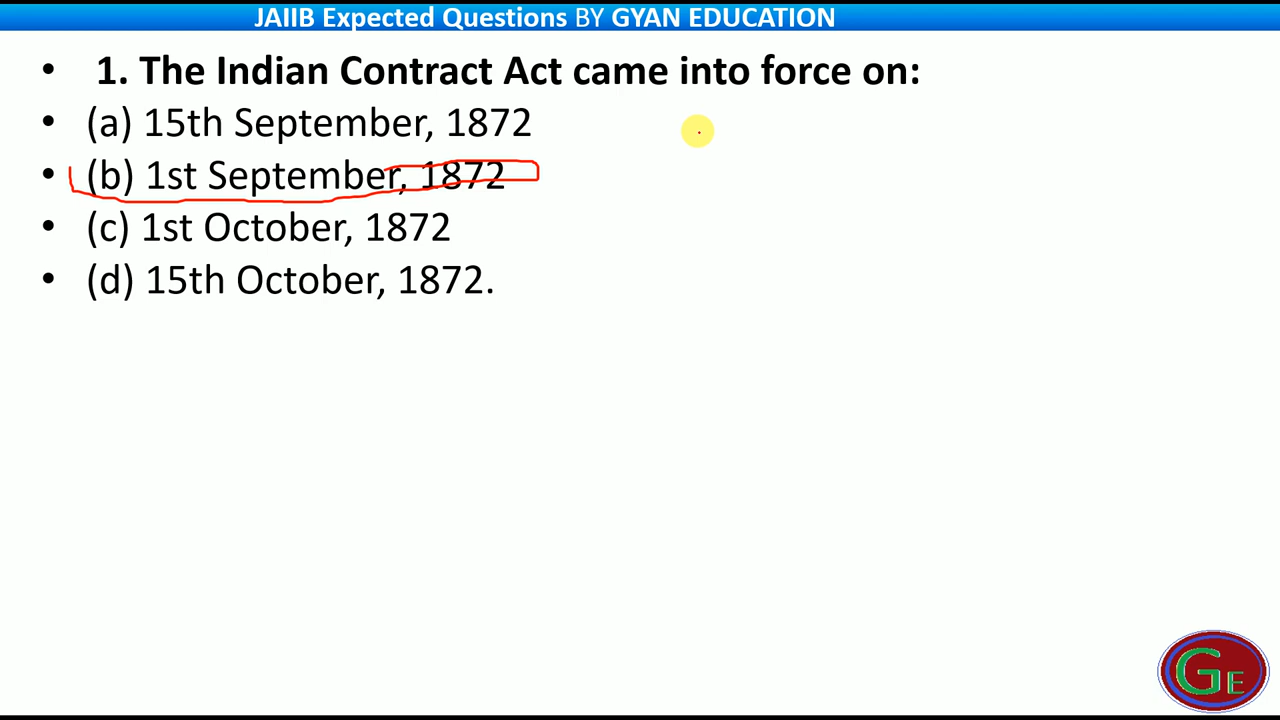 JAIIB Expected Questions BY GYAN EDUCATION
• 1. The Indian Contract Act came into force on:
• (a) 15th September, 1872
• (b) 1st September, 1872
• (c) 1st October, 1872
• (d) 15th October, 1872.
GE